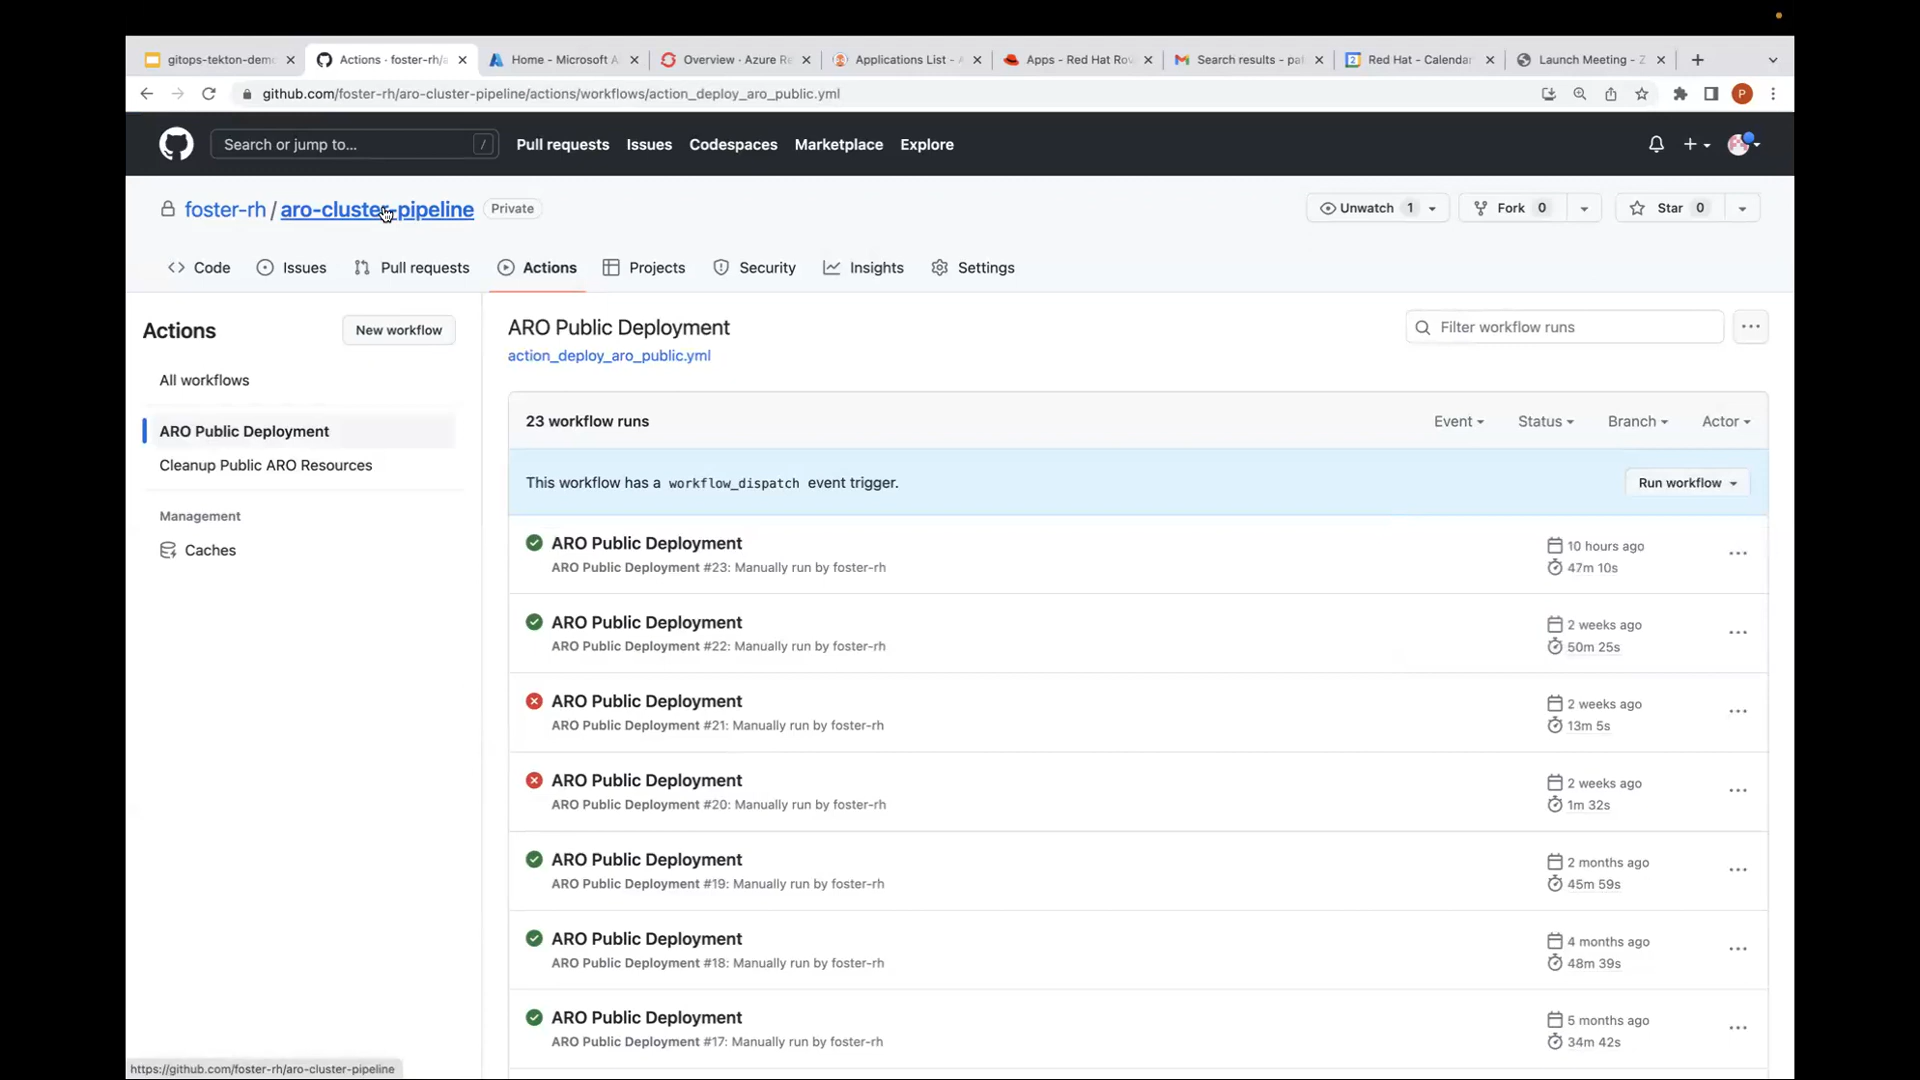 gitops-tekton-demo
Actions · foster-rh/a
Home - Microsoft A
Overview - Azure Re
Applications List - A
Apps - Red Hat Rov
Search results - pa
Red Hat - Calendar
Launch Meeting - Z
github.com/foster-rh/aro-cluster-pipeline/actions/workflows/action_deploy_aro_public.yml
P
Search or jump to... /
Pull requests Issues Codespaces Marketplace Explore
foster-rh / aro-cluster-pipeline Private
Unwatch 1 Fork 0 Star 0
Code Issues Pull requests Actions Projects Security Insights Settings
Actions
New workflow
All workflows
ARO Public Deployment
Cleanup Public ARO Resources
Management
Caches
ARO Public Deployment
action_deploy_aro_public.yml
Filter workflow runs
23 workflow runs
Event Status Branch Actor
This workflow has a workflow_dispatch event trigger.
Run workflow
ARO Public Deployment
ARO Public Deployment #23: Manually run by foster-rh
10 hours ago
47m 10s
ARO Public Deployment
ARO Public Deployment #22: Manually run by foster-rh
2 weeks ago
50m 25s
ARO Public Deployment
ARO Public Deployment #21: Manually run by foster-rh
2 weeks ago
13m 5s
ARO Public Deployment
ARO Public Deployment #20: Manually run by foster-rh
2 weeks ago
1m 32s
ARO Public Deployment
ARO Public Deployment #19: Manually run by foster-rh
2 months ago
45m 59s
ARO Public Deployment
ARO Public Deployment #18: Manually run by foster-rh
4 months ago
48m 39s
ARO Public Deployment
ARO Public Deployment #17: Manually run by foster-rh
5 months ago
34m 42s
https://github.com/foster-rh/aro-cluster-pipeline